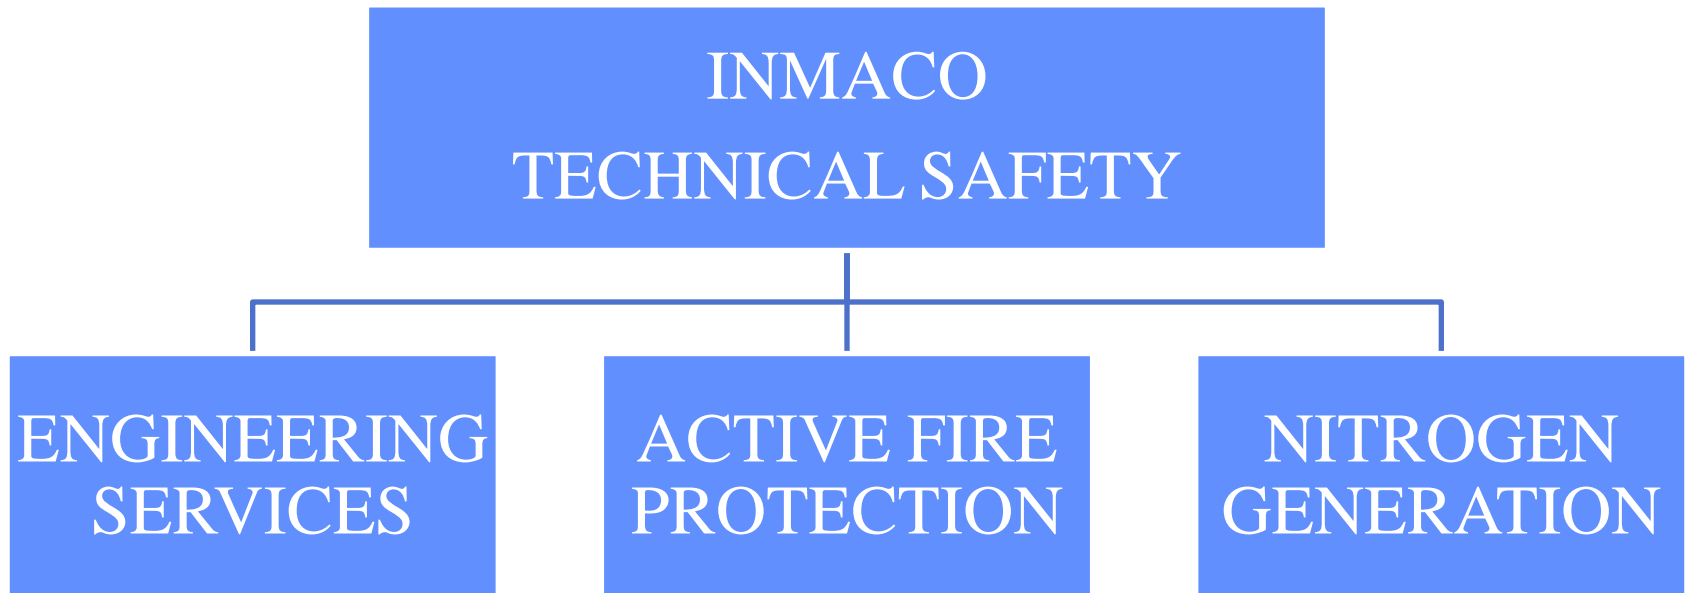 INMACO
TECHNICAL SAFETY
ENGINEERING
SERVICES
ACTIVE FIRE
PROTECTION
NITROGEN
GENERATION